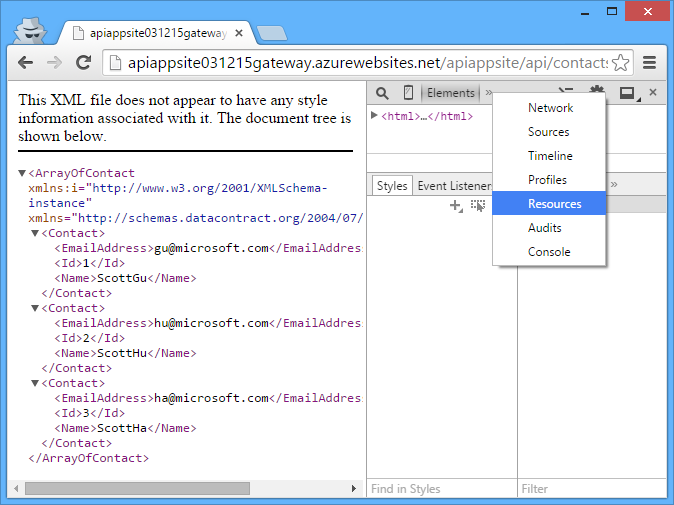 apiappsite031215gateway
apiappsite031215gateway.azurewebsites.net/apiappsite/api/contacts
This XML file does not appear to have any style
information associated with it. The document tree is
shown below.
<ArrayOfContact
xmlns:i="http://www.w3.org/2001/XMLSchema-
instance"
xmlns="http://schemas.datacontract.org/2004/07/
<Contact>
<EmailAddress>gu@microsoft.com</EmailAddress
<Id>1</Id>
<Name>ScottGu</Name>
</Contact>
<Contact>
<EmailAddress>hu@microsoft.com</EmailAddress
<Id>2</Id>
<Name>ScottHu</Name>
</Contact>
<Contact>
<EmailAddress>ha@microsoft.com</EmailAddress
<Id>3</Id>
<Name>ScottHa</Name>
</Contact>
</ArrayOfContact>
Elements »
<html>…</html>
Styles Event Listeners »
Network
Sources
Timeline
Profiles
Resources
Audits
Console
Find in Styles
Filter